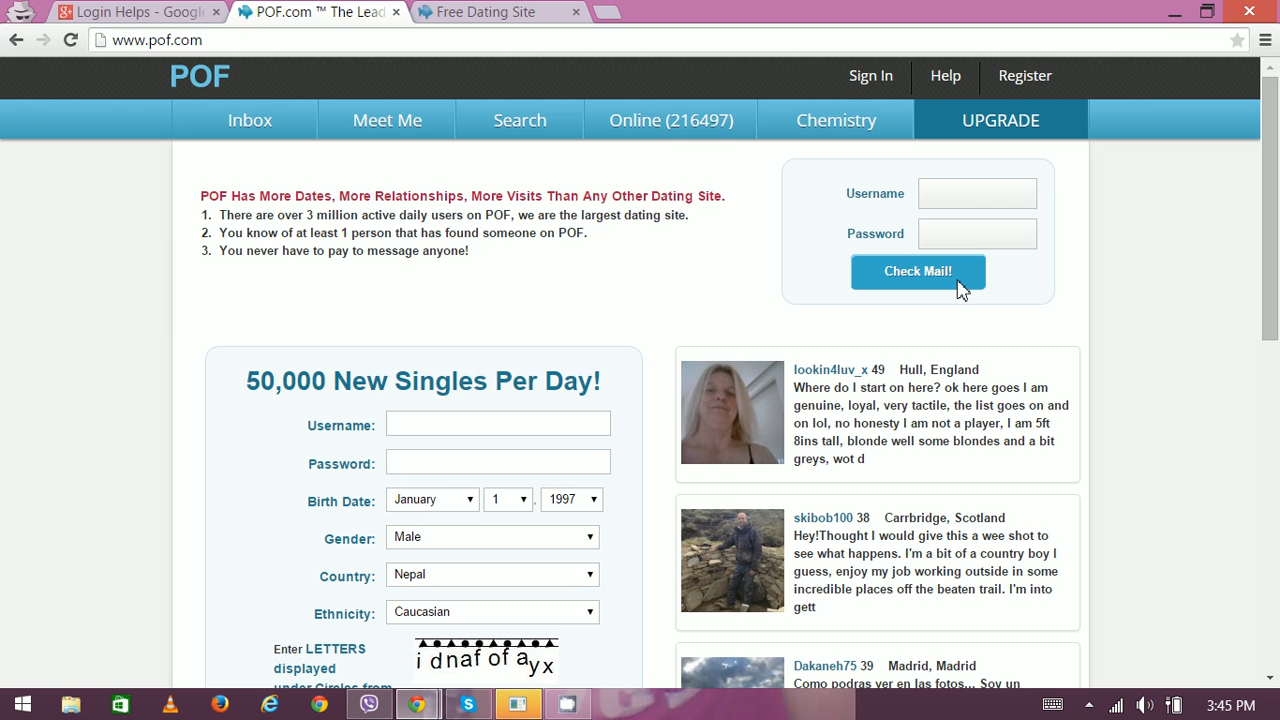 Login Helps - Google
POF.com ™ The Lead
Free Dating Site
www.pof.com
POF
Sign In
Help
Register
Inbox
Meet Me
Search
Online (216497)
Chemistry
UPGRADE
POF Has More Dates, More Relationships, More Visits Than Any Other Dating Site.
1. There are over 3 million active daily users on POF, we are the largest dating site.
2. You know of at least 1 person that has found someone on POF.
3. You never have to pay to message anyone!
Username
Password
Check Mail!
50,000 New Singles Per Day!
Username:
Password:
Birth Date: January 1 , 1997
Gender: Male
Country: Nepal
Ethnicity: Caucasian
Enter LETTERS
displayed
under Circles from
i dnaf of ayx
lookin4luv_x 49 Hull, England
Where do I start on here? ok here goes I am
genuine, loyal, very tactile, the list goes on and
on lol, no honesty I am not a player, I am 5ft
8ins tall, blonde well some blondes and a bit
greys, wot d
skibob100 38 Carrbridge, Scotland
Hey!Thought I would give this a wee shot to
see what happens. I'm a bit of a country boy I
guess, enjoy my job working outside in some
incredible places off the beaten trail. I'm into
gett
Dakaneh75 39 Madrid, Madrid
Como podras ver en las fotos... Soy un
3:45 PM